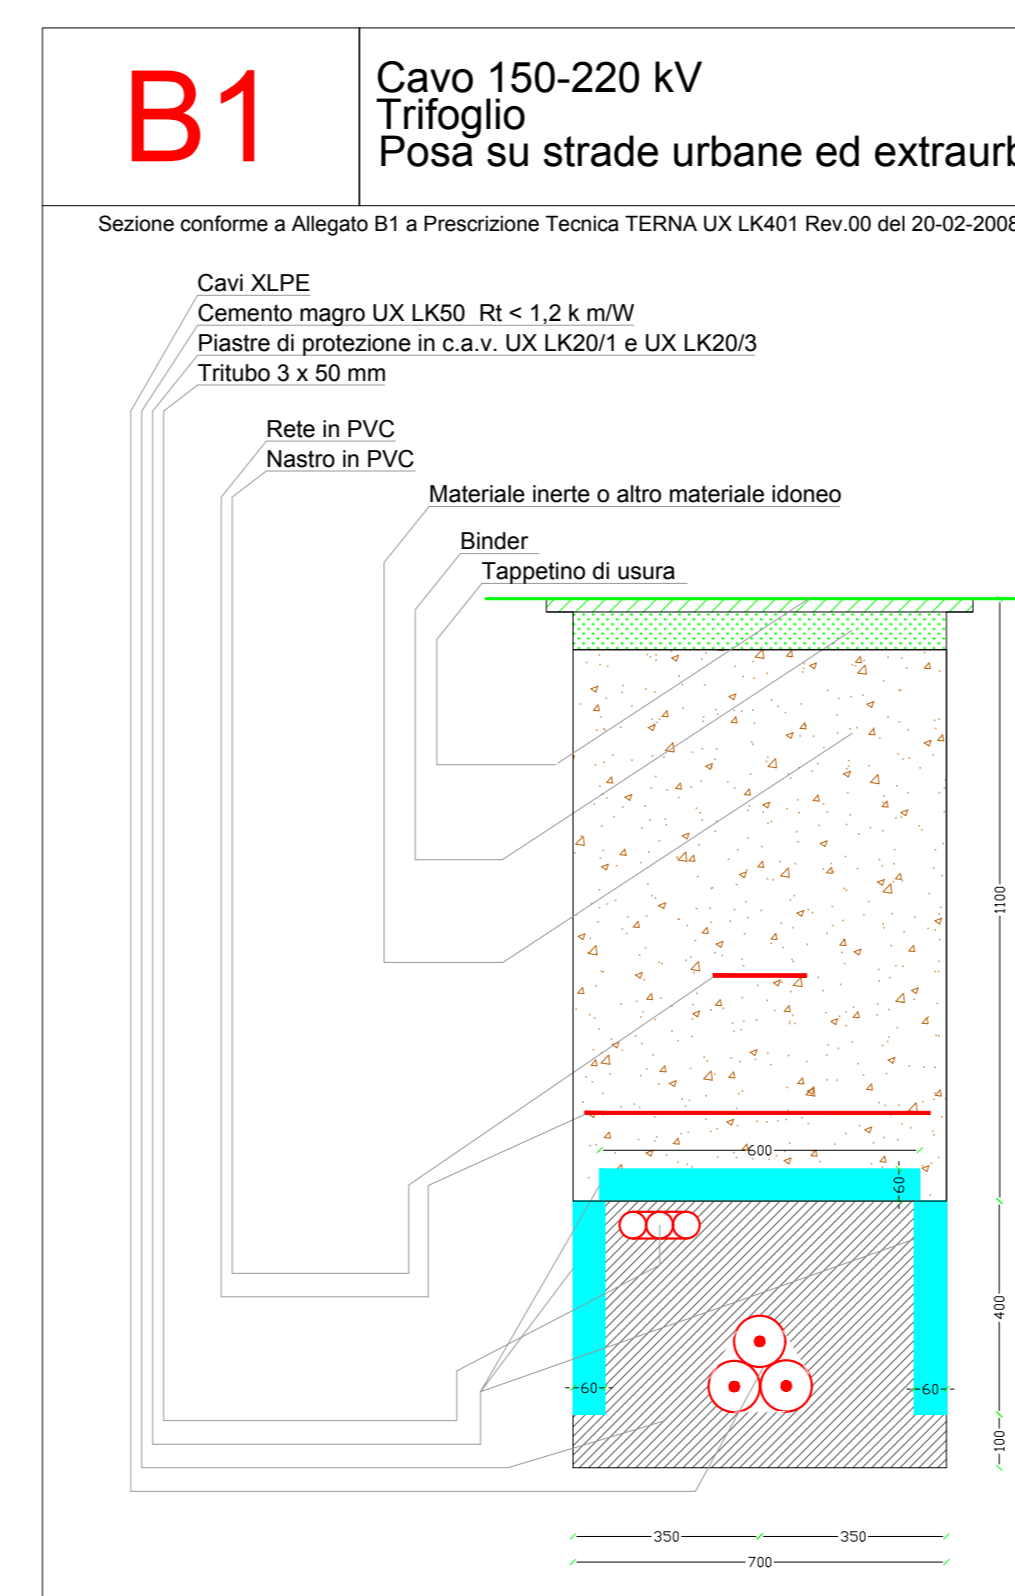 B1
Cavo 150-220 kV
Trifoglio
Posa su strade urbane ed extraurb
Sezione conforme a Allegato B1 a Prescrizione Tecnica TERNA UX LK401 Rev.00 del 20-02-2008
Cavi XLPE
Cemento magro UX LK50 Rt < 1,2 k m/W
Piastre di protezione in c.a.v. UX LK20/1 e UX LK20/3
Tritubo 3 x 50 mm
Rete in PVC
Nastro in PVC
Materiale inerte o altro materiale idoneo
Binder
Tappetino di usura
1100
600
60
400
60
60
100
350
350
700